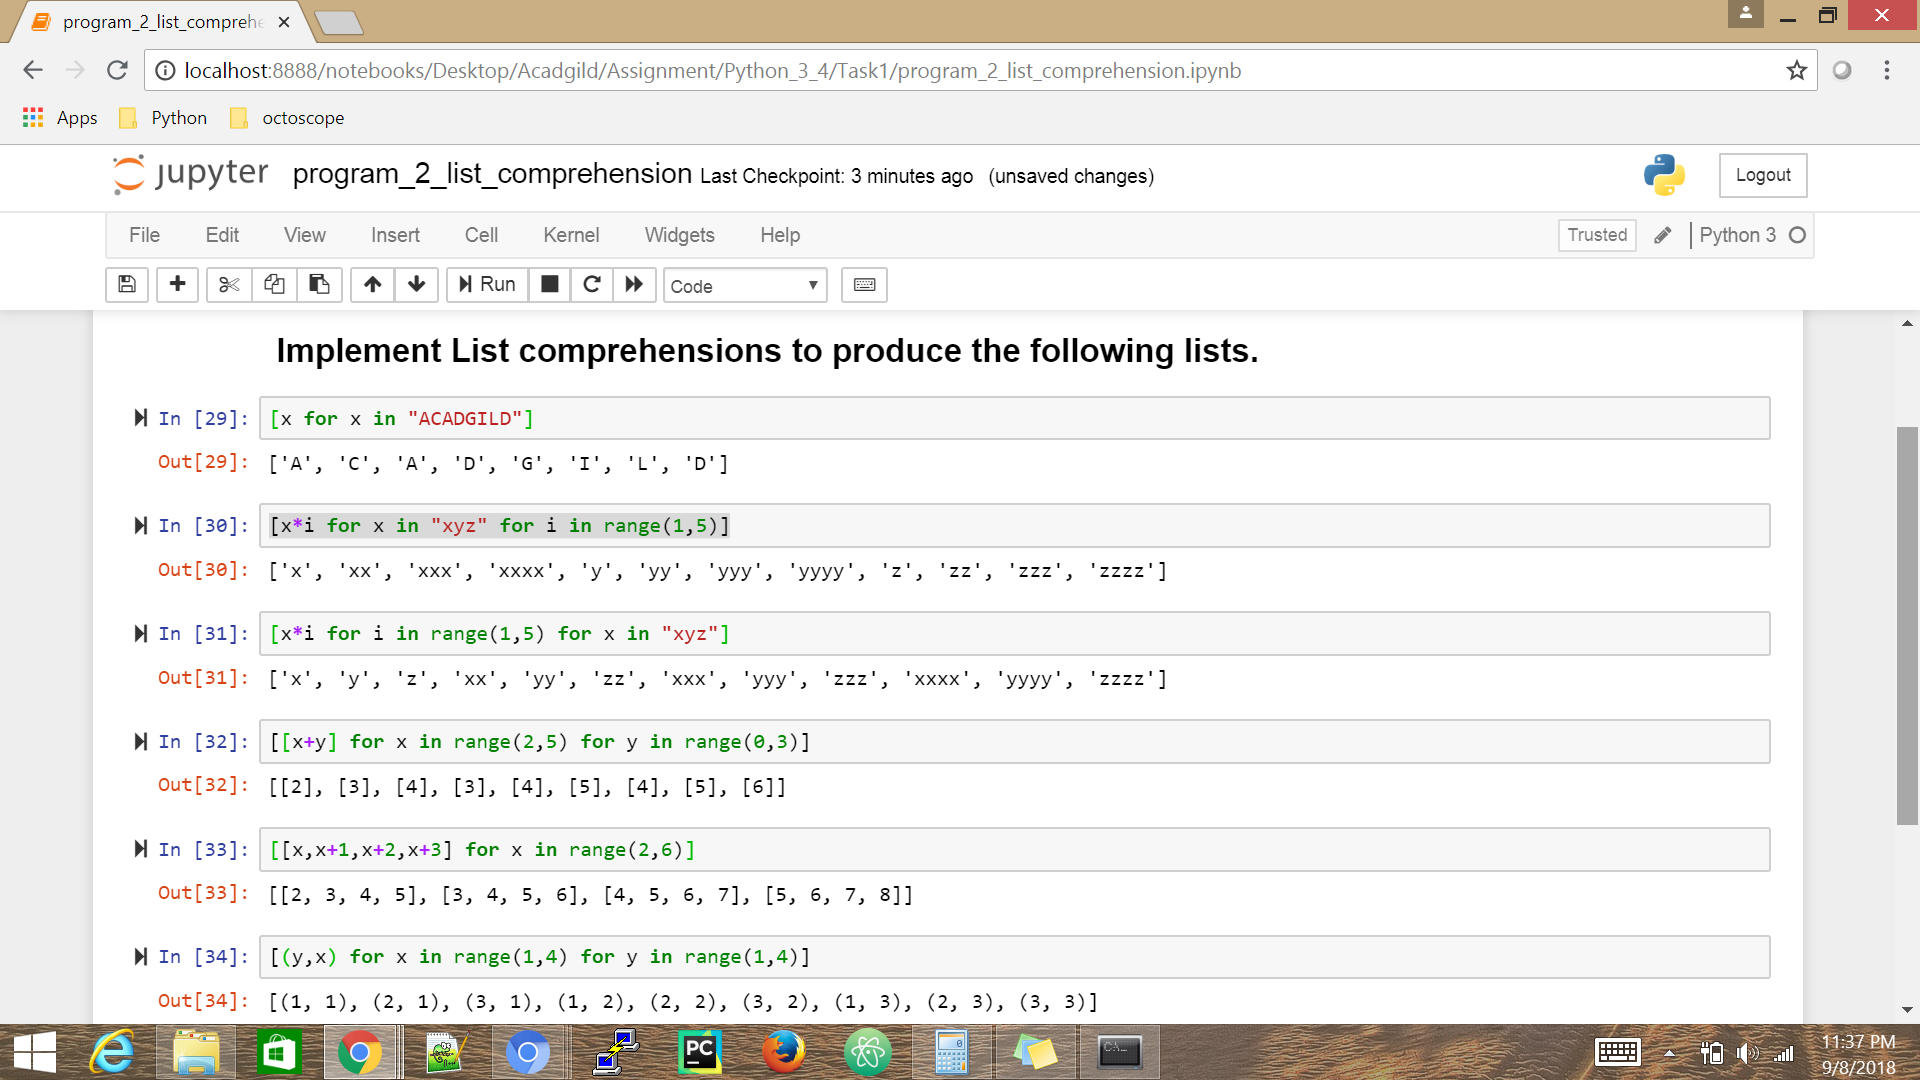 program_2_list_comprehe
localhost:8888/notebooks/Desktop/Acadgild/Assignment/Python_3_4/Task1/program_2_list_comprehension.ipynb
Apps Python octoscope
jupyter program_2_list_comprehension Last Checkpoint: 3 minutes ago (unsaved changes) Logout
File Edit View Insert Cell Kernel Widgets Help Trusted Python 3
Run Code
Implement List comprehensions to produce the following lists.
In [29]: [x for x in "ACADGILD"]
Out[29]: ['A', 'C', 'A', 'D', 'G', 'I', 'L', 'D']
In [30]: [x*i for x in "xyz" for i in range(1,5)]
Out[30]: ['x', 'xx', 'xxx', 'xxxx', 'y', 'yy', 'yyy', 'yyyy', 'z', 'zz', 'zzz', 'zzzz']
In [31]: [x*i for i in range(1,5) for x in "xyz"]
Out[31]: ['x', 'y', 'z', 'xx', 'yy', 'zz', 'xxx', 'yyy', 'zzz', 'xxxx', 'yyyy', 'zzzz']
In [32]: [[x+y] for x in range(2,5) for y in range(0,3)]
Out[32]: [[2], [3], [4], [3], [4], [5], [4], [5], [6]]
In [33]: [[x,x+1,x+2,x+3] for x in range(2,6)]
Out[33]: [[2, 3, 4, 5], [3, 4, 5, 6], [4, 5, 6, 7], [5, 6, 7, 8]]
In [34]: [(y,x) for x in range(1,4) for y in range(1,4)]
Out[34]: [(1, 1), (2, 1), (3, 1), (1, 2), (2, 2), (3, 2), (1, 3), (2, 3), (3, 3)]
PC
11:37 PM
9/8/2018